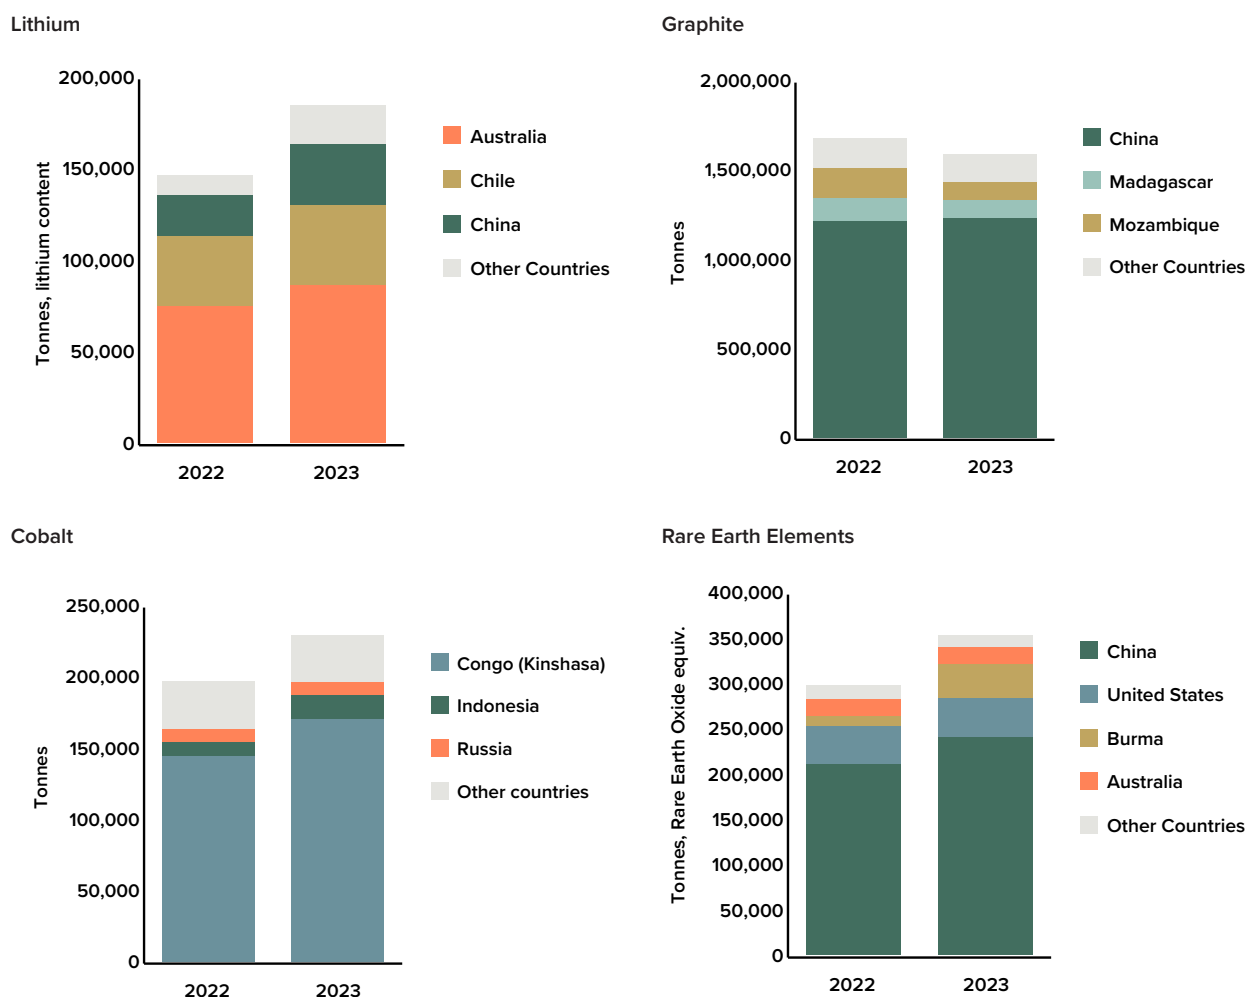 Lithium
200,000
150,000
100,000
50,000
0
Tonnes, lithium content
2022
2023
Australia
Chile
China
Other Countries
Graphite
2,000,000
1,500,000
1,000,000
500,000
0
Tonnes
2022
2023
China
Madagascar
Mozambique
Other Countries
Cobalt
250,000
200,000
150,000
100,000
50,000
0
Tonnes
2022
2023
Congo (Kinshasa)
Indonesia
Russia
Other countries
Rare Earth Elements
400,000
350,000
300,000
250,000
200,000
150,000
100,000
50,000
0
Tonnes, Rare Earth Oxide equiv.
2022
2023
China
United States
Burma
Australia
Other Countries